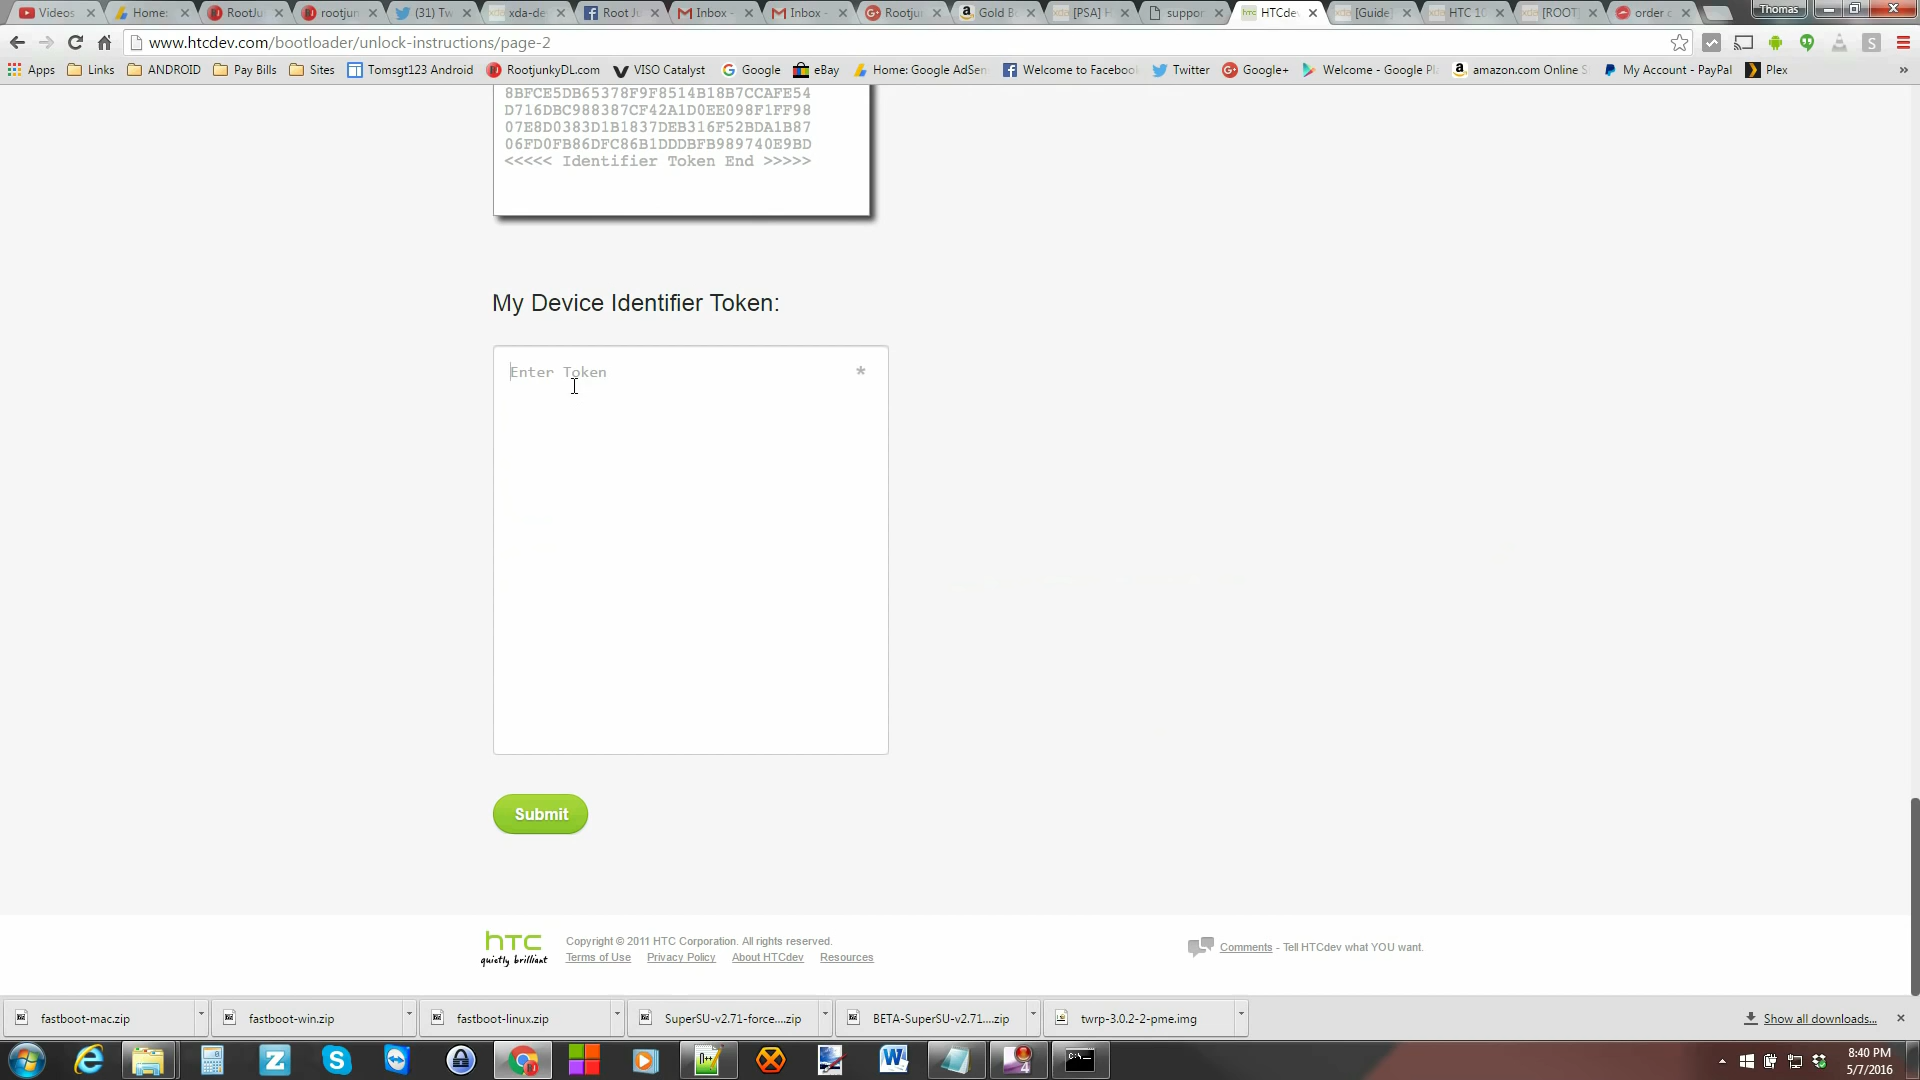 Videos
Home:
RootJu
rootjun
(31) Tw
xda-de
Root Ju
Inbox -
Inbox -
Rootjur
Gold B
[PSA] H
suppor
HTCde
[Guide]
HTC 10
[ROOT]
order c
Thomas
www.htcdev.com/bootloader/unlock-instructions/page-2
Apps
Links
ANDROID
Pay Bills
Sites
Tomsgt123 Android
RootjunkyDL.com
VISO Catalyst
Google
eBay
Home: Google AdSen
Welcome to Facebook
Twitter
Google+
Welcome - Google Pl
amazon.com Online S
My Account - PayPal
Plex
»
8BFCE5DB65378F9F8514B18B7CCAFE54
D716DBC988387CF42A1D0EE098F1FF98
07E8D0383D1B1837DEB316F52BDA1B87
06FD0FB86DFC86B1DDDBFB989740E9BD
<<<<< Identifier Token End >>>>>
My Device Identifier Token:
Enter Token *
Submit
hTC
quietly brilliant
Copyright © 2011 HTC Corporation. All rights reserved.
Terms of Use Privacy Policy About HTCdev Resources
Comments - Tell HTCdev what YOU want.
fastboot-mac.zip
fastboot-win.zip
fastboot-linux.zip
SuperSU-v2.71-force....zip
BETA-SuperSU-v2.71....zip
twrp-3.0.2-2-pme.img
Show all downloads...
8:40 PM
5/7/2016